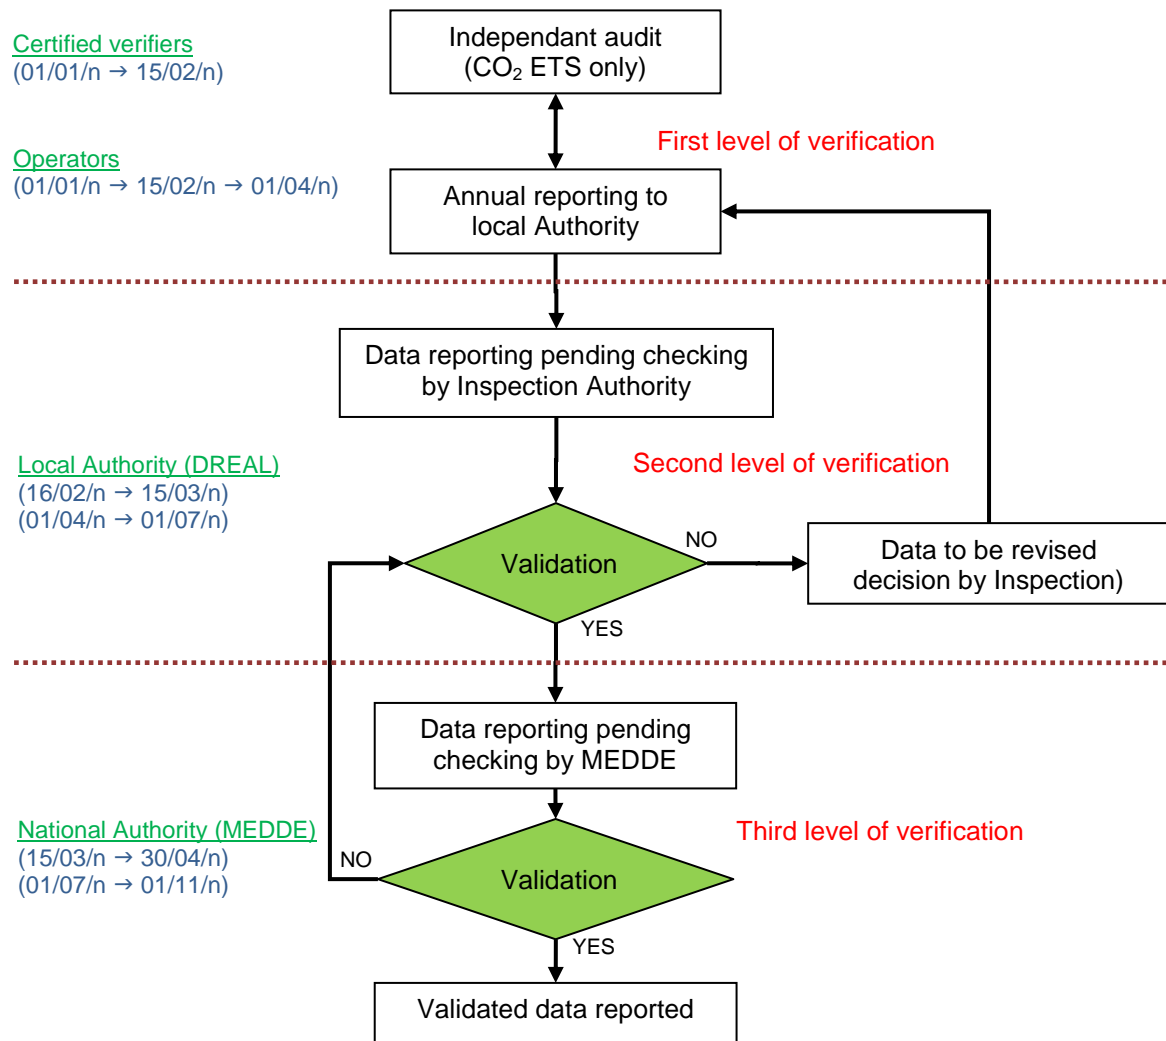 Certified verifiers
(01/01/n → 15/02/n)
Independant audit
(CO₂ ETS only)
First level of verification
Operators
(01/01/n → 15/02/n → 01/04/n)
Annual reporting to
local Authority
Data reporting pending checking
by Inspection Authority
Local Authority (DREAL)
(16/02/n → 15/03/n)
(01/04/n → 01/07/n)
Second level of verification
Validation
NO
Data to be revised
decision by Inspection)
YES
Data reporting pending
checking by MEDDE
National Authority (MEDDE)
(15/03/n → 30/04/n)
(01/07/n → 01/11/n)
Third level of verification
NO
Validation
YES
Validated data reported